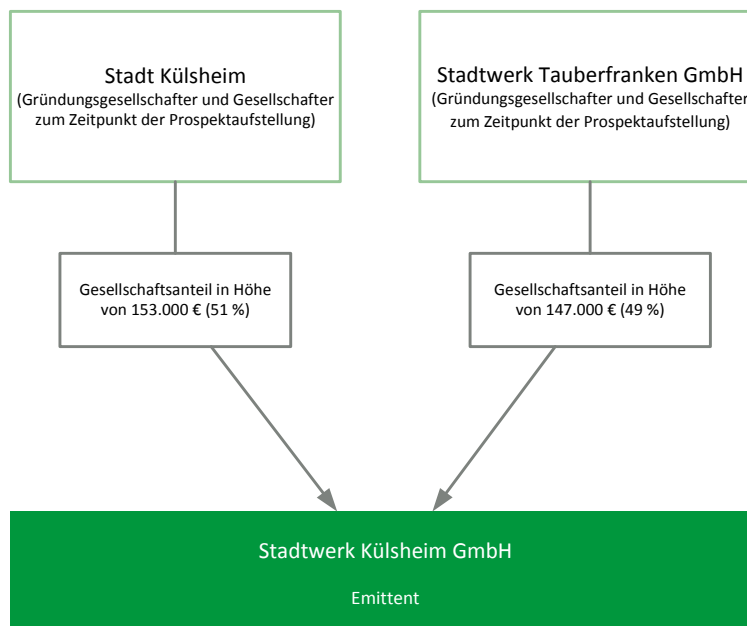 Stadt Külsheim
(Gründungsgesellschafter und Gesellschafter
zum Zeitpunkt der Prospektaufstellung)
Stadtwerk Tauberfranken GmbH
(Gründungsgesellschafter und Gesellschafter
zum Zeitpunkt der Prospektaufstellung)
Gesellschaftsanteil in Höhe
von 153.000 € (51 %)
Gesellschaftsanteil in Höhe
von 147.000 € (49 %)
Stadtwerk Külsheim GmbH
Emittent